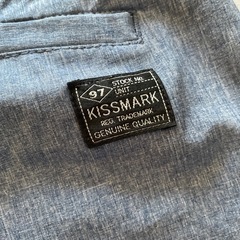 97
STOCK NO.
UNIT
KISSMARK
REG. TRADEMARK
GENUINE QUALITY